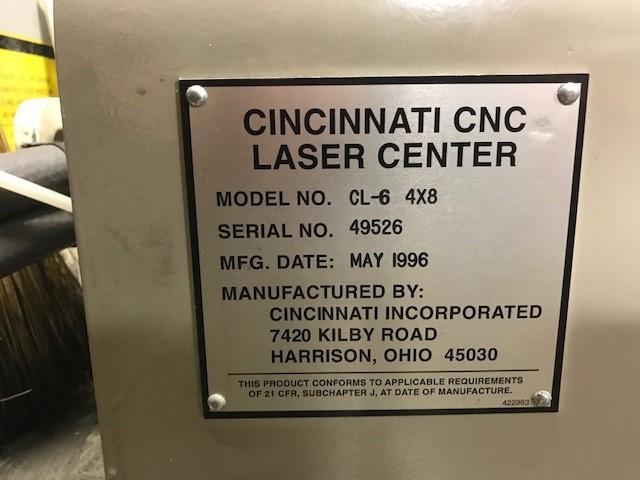 CINCINNATI CNC
LASER CENTER
MODEL NO. CL-6 4X8
SERIAL NO. 49526
MFG. DATE: MAY 1996
MANUFACTURED BY:
CINCINNATI INCORPORATED
7420 KILBY ROAD
HARRISON, OHIO 45030
THIS PRODUCT CONFORMS TO APPLICABLE REQUIREMENTS
OF 21 CFR, SUBCHAPTER J, AT DATE OF MANUFACTURE.
422963